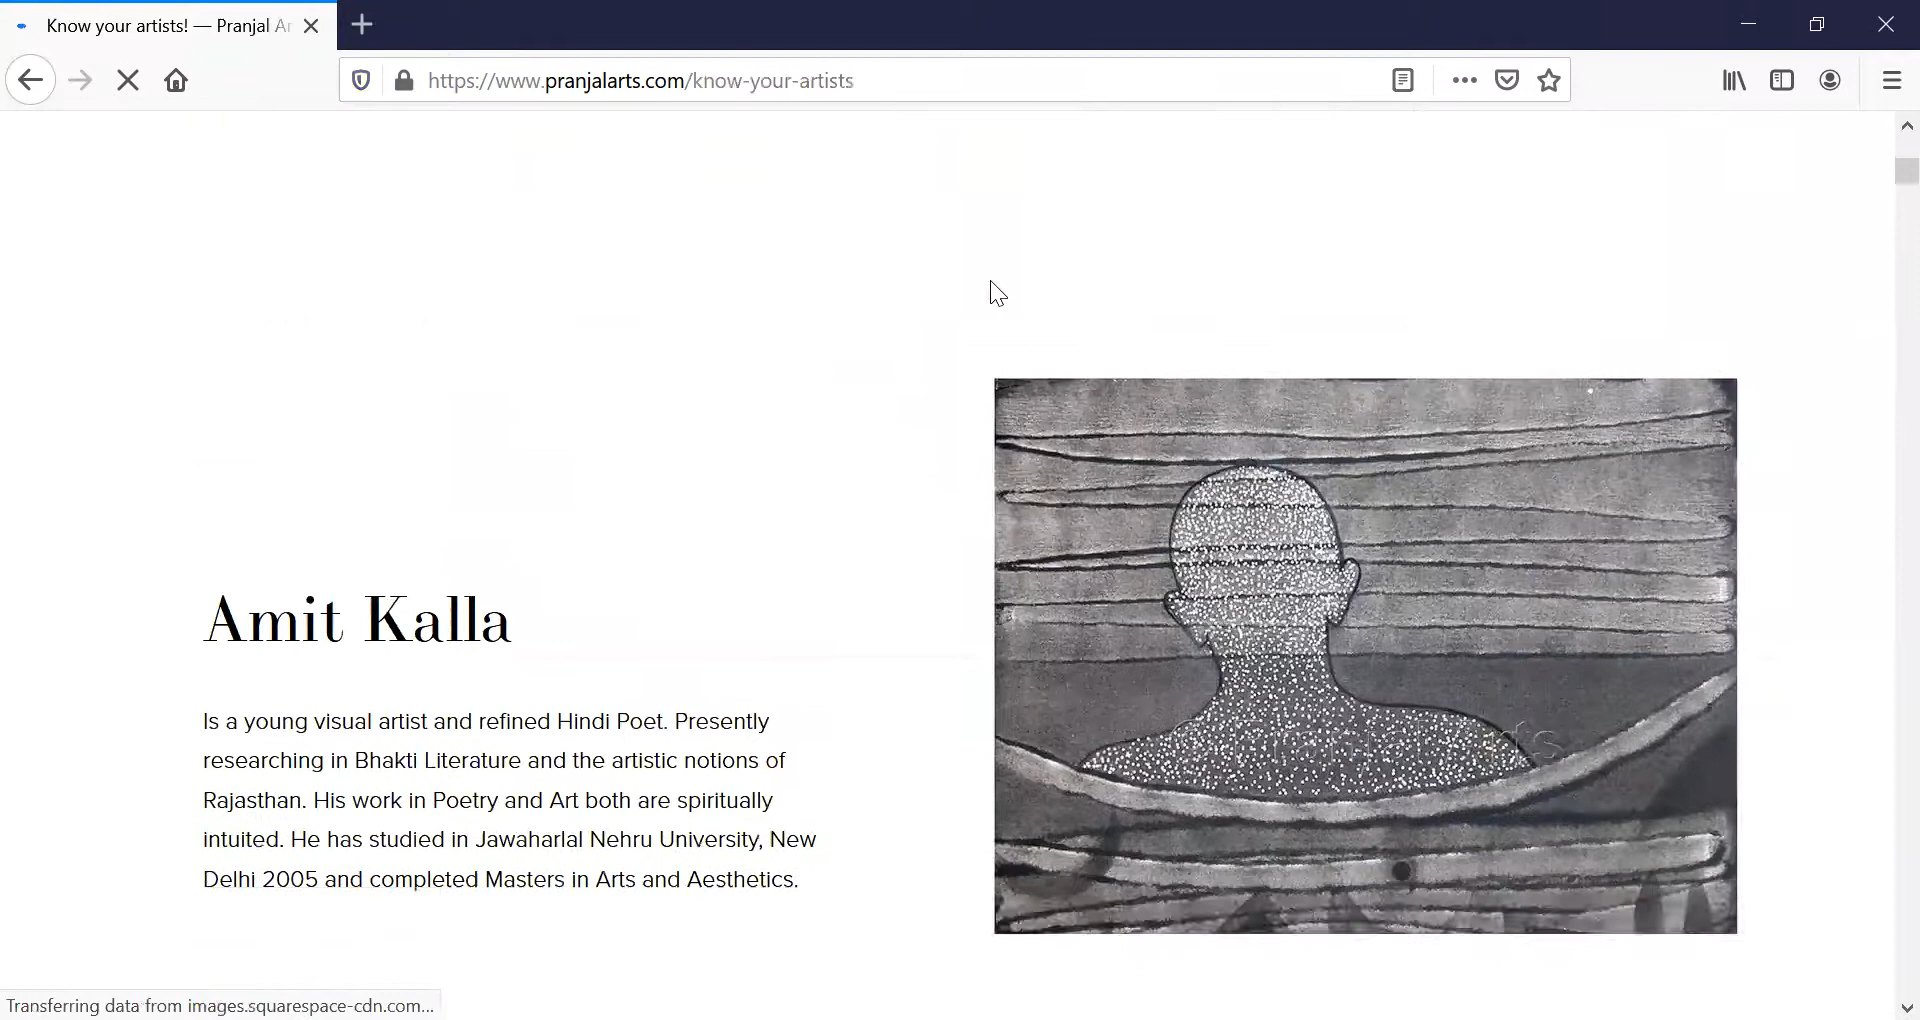 Know your artists! — Pranjal Ar
https://www.pranjalarts.com/know-your-artists
Amit Kalla
Is a young visual artist and refined Hindi Poet. Presently
researching in Bhakti Literature and the artistic notions of
Rajasthan. His work in Poetry and Art both are spiritually
intuited. He has studied in Jawaharlal Nehru University, New
Delhi 2005 and completed Masters in Arts and Aesthetics.
Transferring data from images.squarespace-cdn.com...